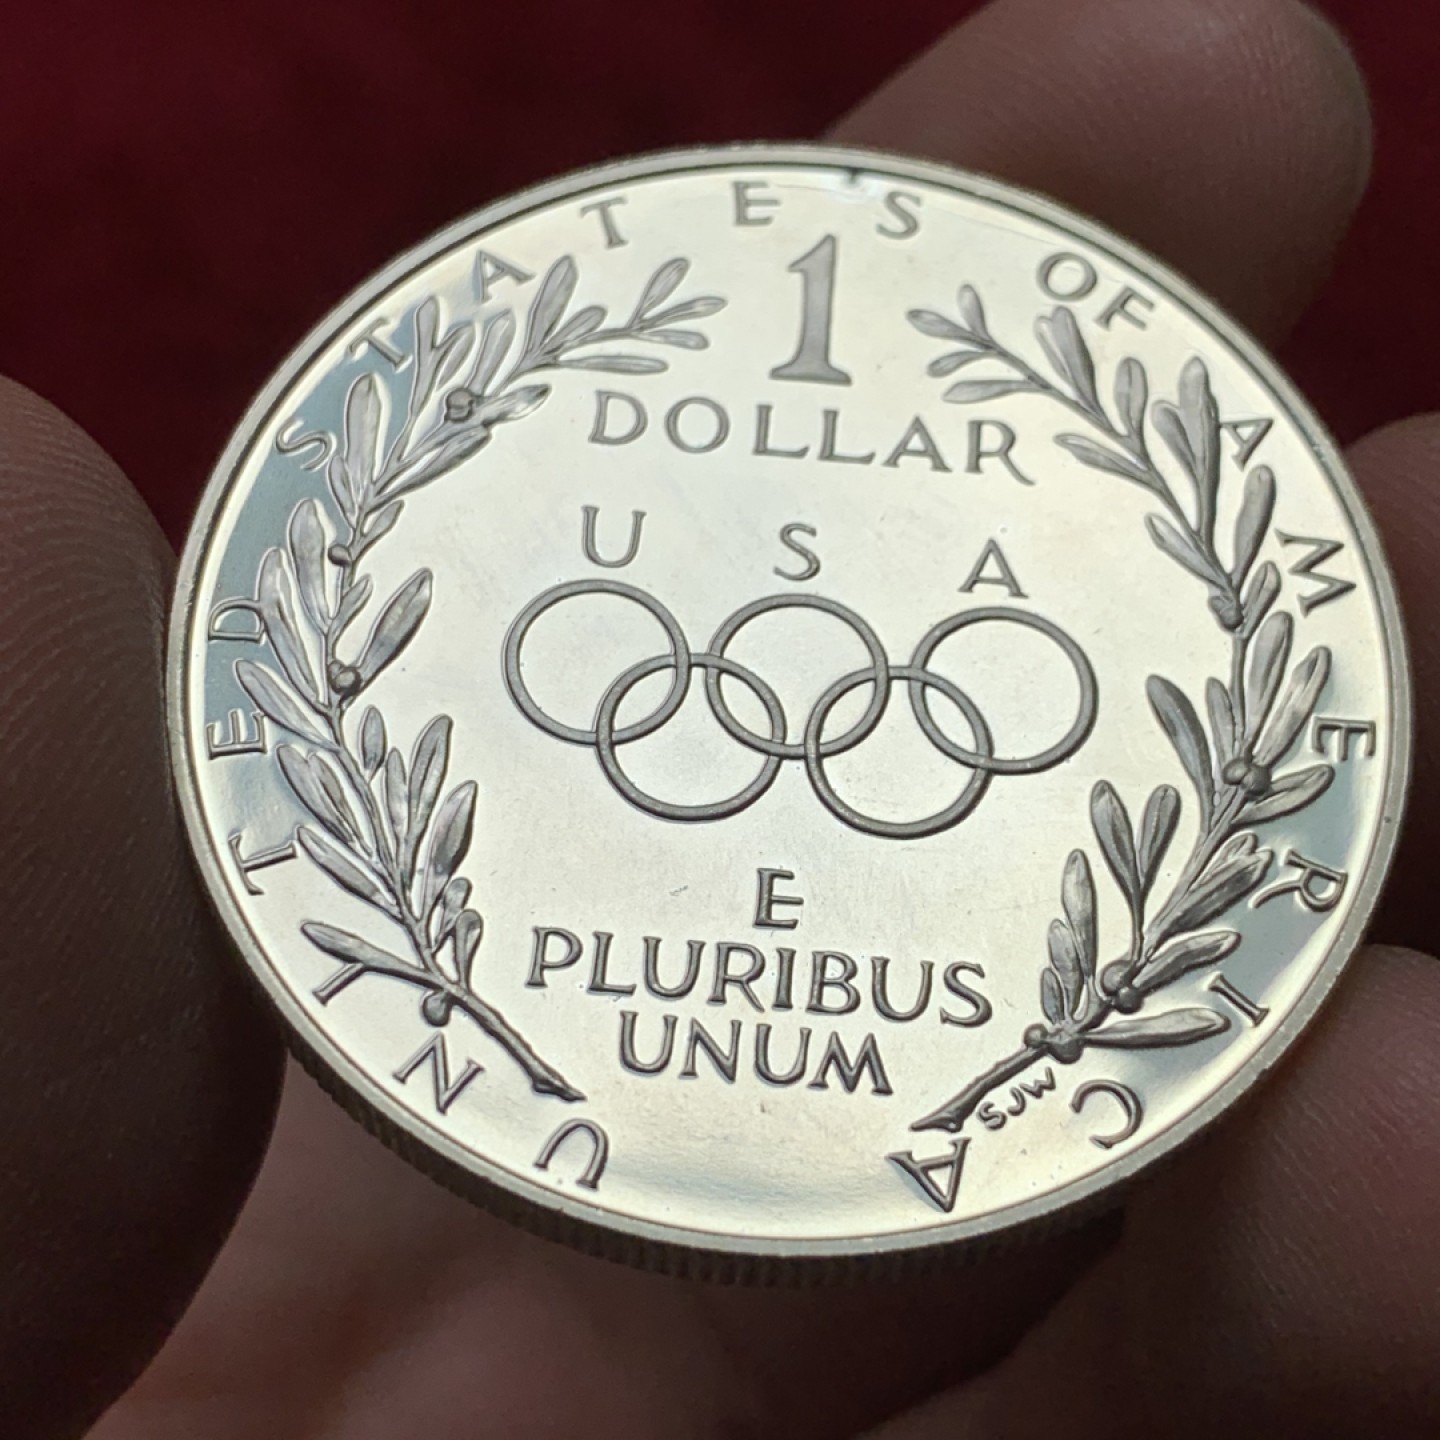 UNITED STATES OF AMERICA
1
DOLLAR
USA
E
PLURIBUS
UNUM
SJW